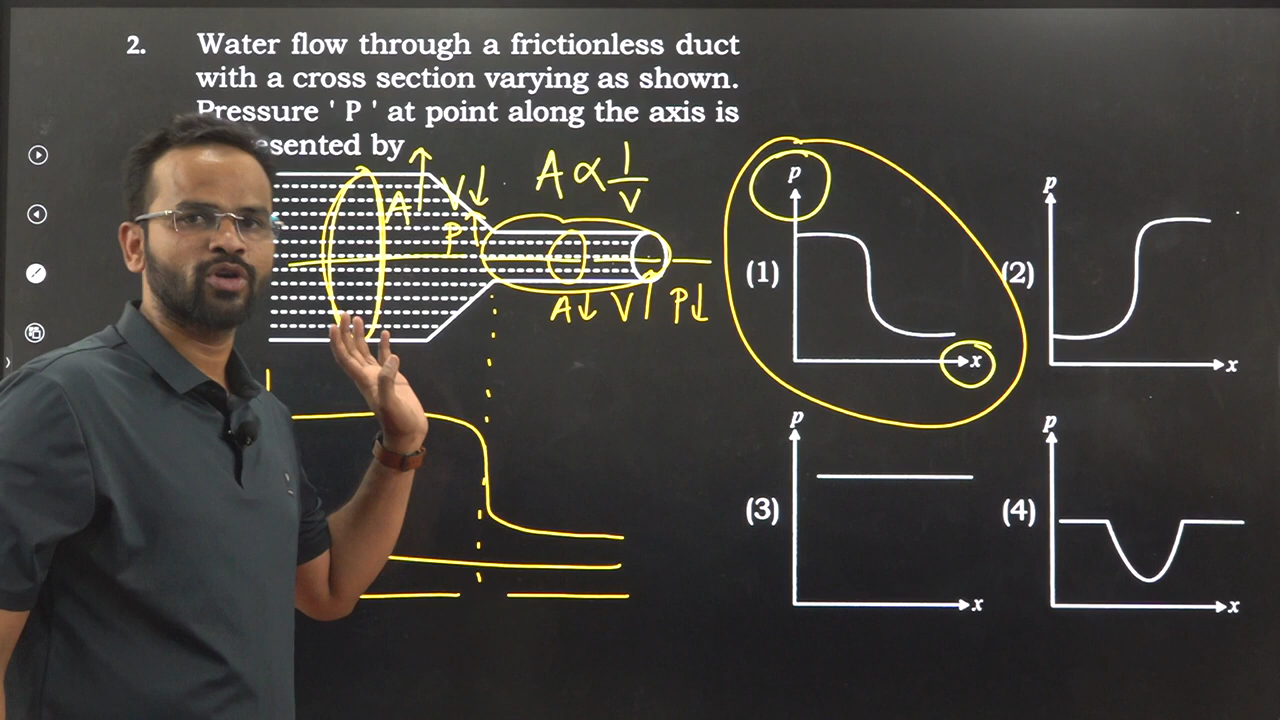 2. Water flow through a frictionless duct
with a cross section varying as shown.
Pressure ' P ' at point along the axis is
esented by
A ↑ V ↓
P ↑
A ∝ 1/V
A↓ V↑ P↓
(1)
p
x
(2)
p
x
(3)
p
x
(4)
p
x